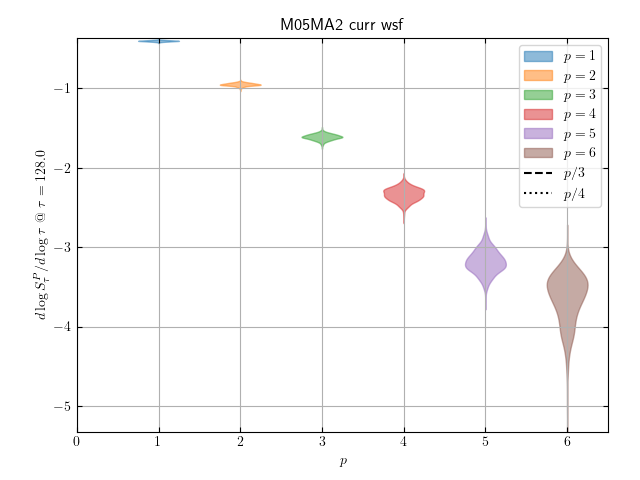 M05MA2 curr wsf
d log S_τ^P / d log τ @ τ = 128.0
−1
−2
−3
−4
−5
0
1
2
3
4
5
6
p
p = 1
p = 2
p = 3
p = 4
p = 5
p = 6
p/3
p/4